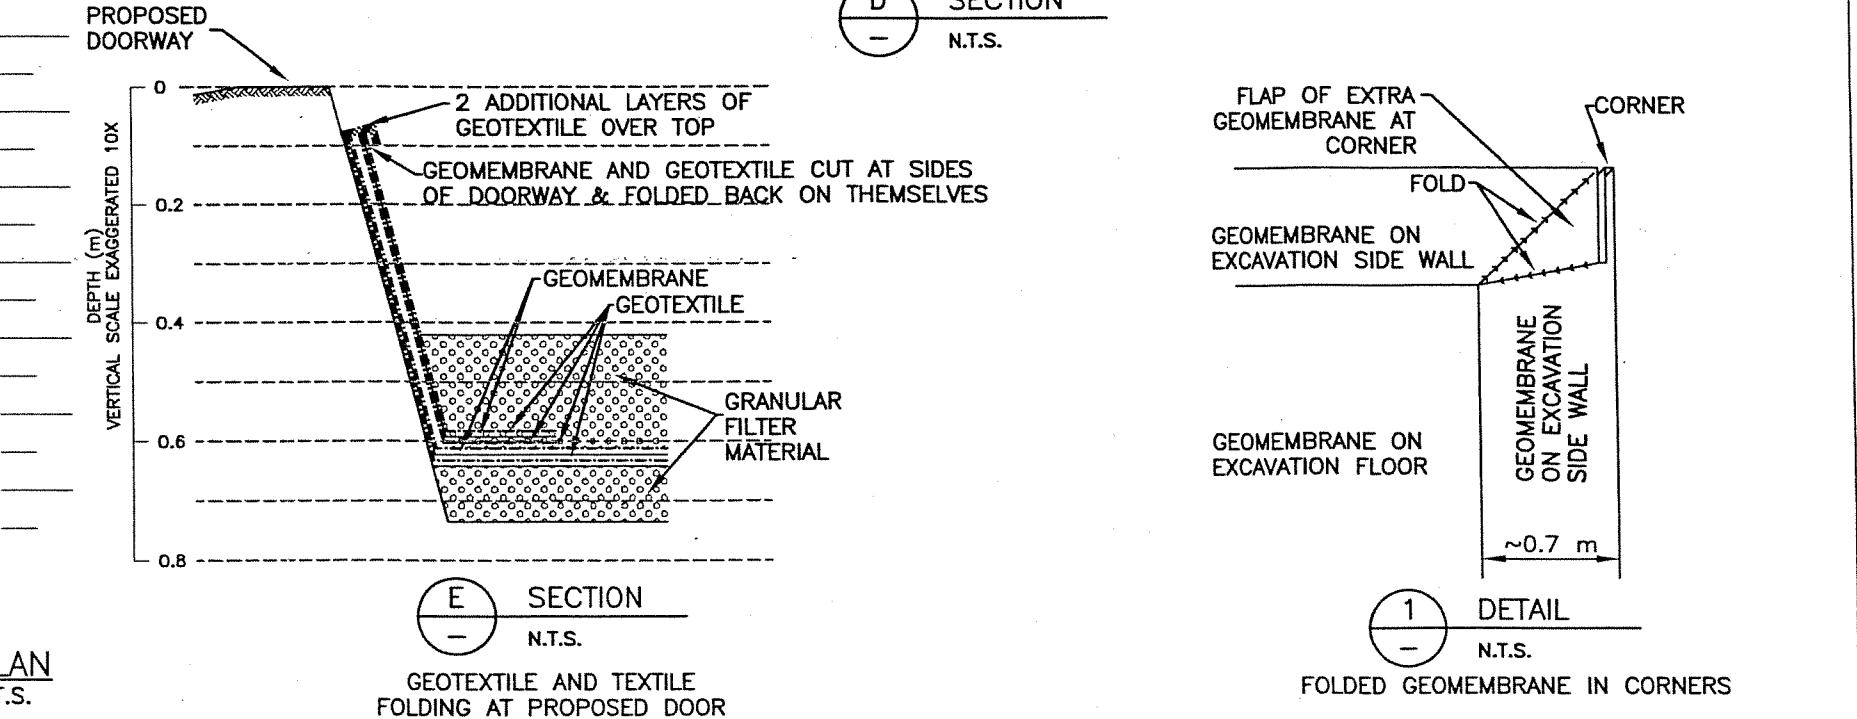 PROPOSED
DOORWAY
SECTION
N.T.S.
0
0.2
0.4
0.6
0.8
DEPTH (m)
VERTICAL SCALE EXAGGERATED 10X
2 ADDITIONAL LAYERS OF
GEOTEXTILE OVER TOP
GEOMEMBRANE AND GEOTEXTILE CUT AT SIDES
OF DOORWAY & FOLDED BACK ON THEMSELVES
GEOMEMBRANE
GEOTEXTILE
GRANULAR
FILTER
MATERIAL
E
SECTION
–
N.T.S.
GEOTEXTILE AND TEXTILE
FOLDING AT PROPOSED DOOR
LAN
T.S.
FLAP OF EXTRA
GEOMEMBRANE AT
CORNER
CORNER
FOLD
GEOMEMBRANE ON
EXCAVATION SIDE WALL
GEOMEMBRANE
ON EXCAVATION
SIDE WALL
GEOMEMBRANE ON
EXCAVATION FLOOR
~0.7 m
1
DETAIL
–
N.T.S.
FOLDED GEOMEMBRANE IN CORNERS